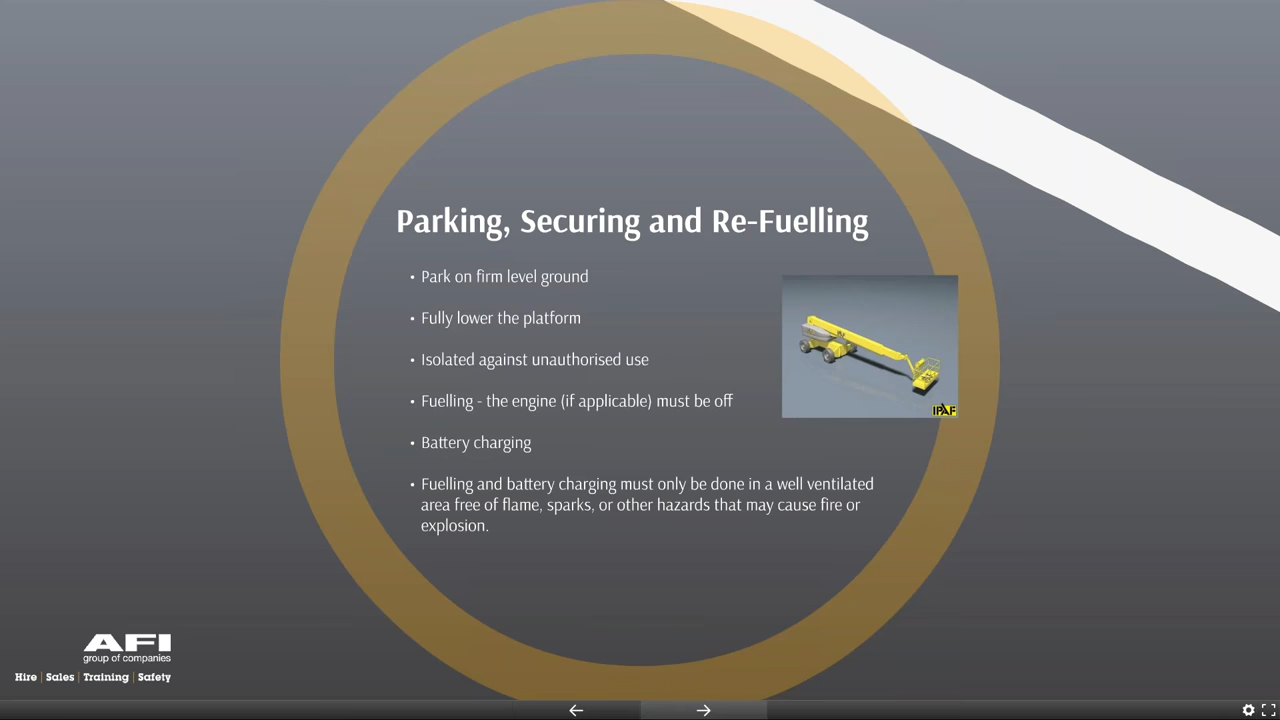 Parking, Securing and Re-Fuelling
• Park on firm level ground
• Fully lower the platform
• Isolated against unauthorised use
• Fuelling - the engine (if applicable) must be off
• Battery charging
• Fuelling and battery charging must only be done in a well ventilated
area free of flame, sparks, or other hazards that may cause fire or
explosion.
IPAF
AFI
group of companies
Hire | Sales | Training | Safety